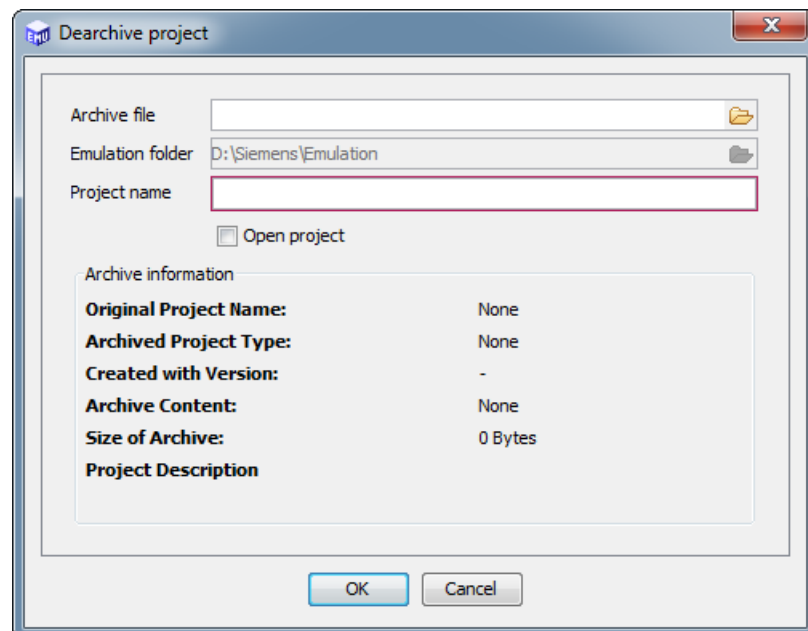 EMU Dearchive project
Archive file
Emulation folder D:\Siemens\Emulation
Project name
Open project
Archive information
Original Project Name: None
Archived Project Type: None
Created with Version: -
Archive Content: None
Size of Archive: 0 Bytes
Project Description
OK Cancel